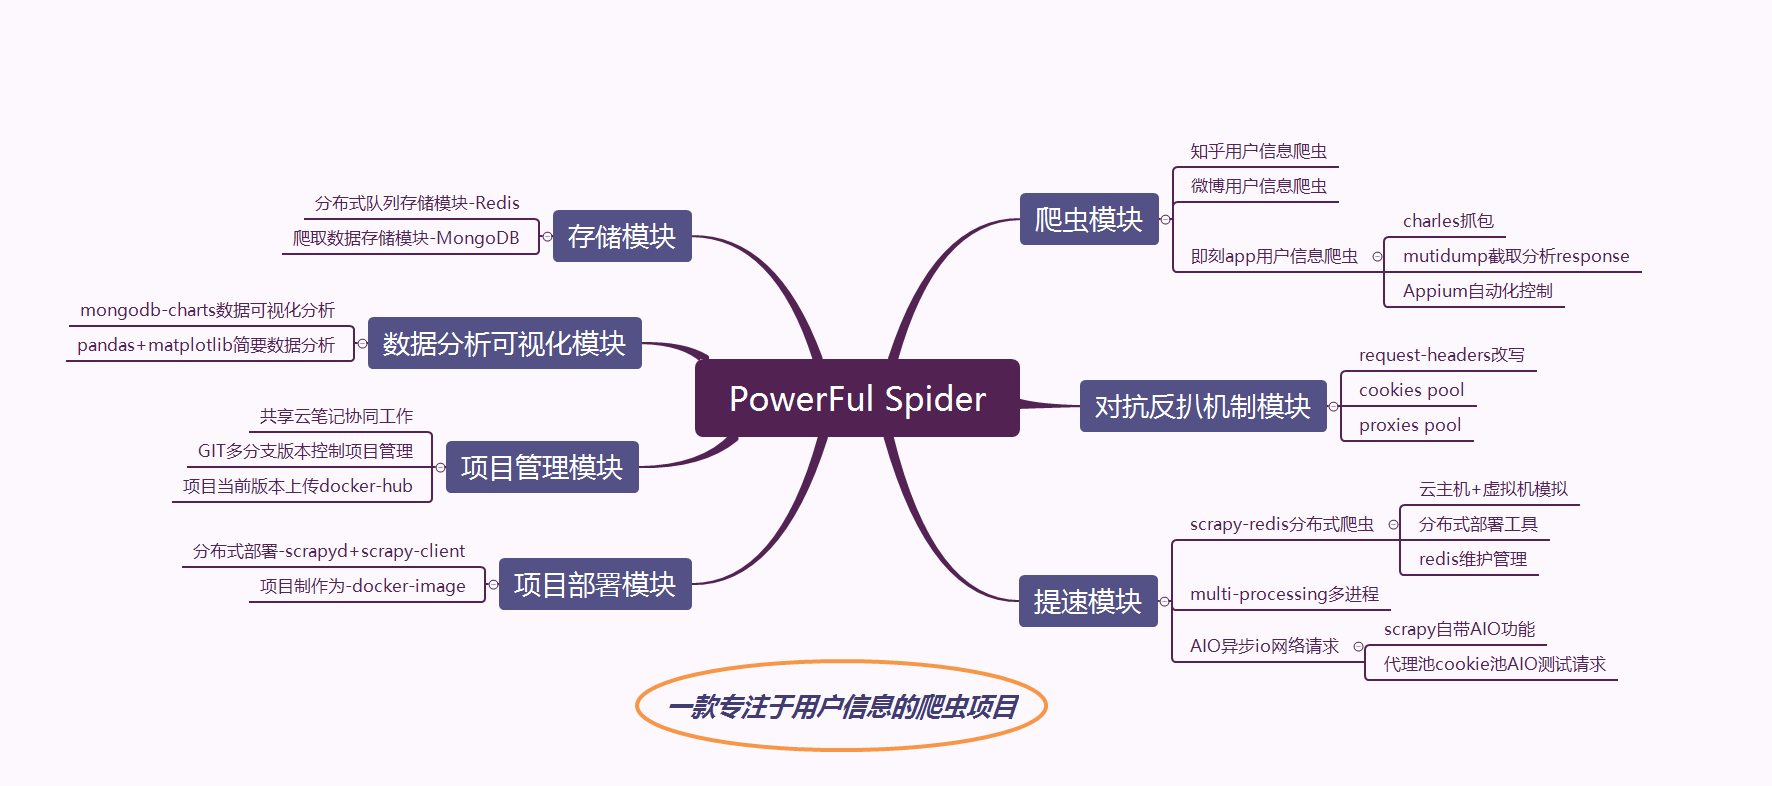 PowerFul Spider
爬虫模块
知乎用户信息爬虫
微博用户信息爬虫
即刻app用户信息爬虫
charles抓包
mutidump截取分析response
Appium自动化控制
对抗反扒机制模块
request-headers改写
cookies pool
proxies pool
提速模块
scrapy-redis分布式爬虫
云主机+虚拟机模拟
分布式部署工具
redis维护管理
multi-processing多进程
AIO异步io网络请求
scrapy自带AIO功能
代理池cookie池AIO测试请求
存储模块
分布式队列存储模块-Redis
爬取数据存储模块-MongoDB
数据分析可视化模块
mongodb-charts数据可视化分析
pandas+matplotlib简要数据分析
项目管理模块
共享云笔记协同工作
GIT多分支版本控制项目管理
项目当前版本上传docker-hub
项目部署模块
分布式部署-scrapyd+scrapy-client
项目制作为-docker-image
一款专注于用户信息的爬虫项目